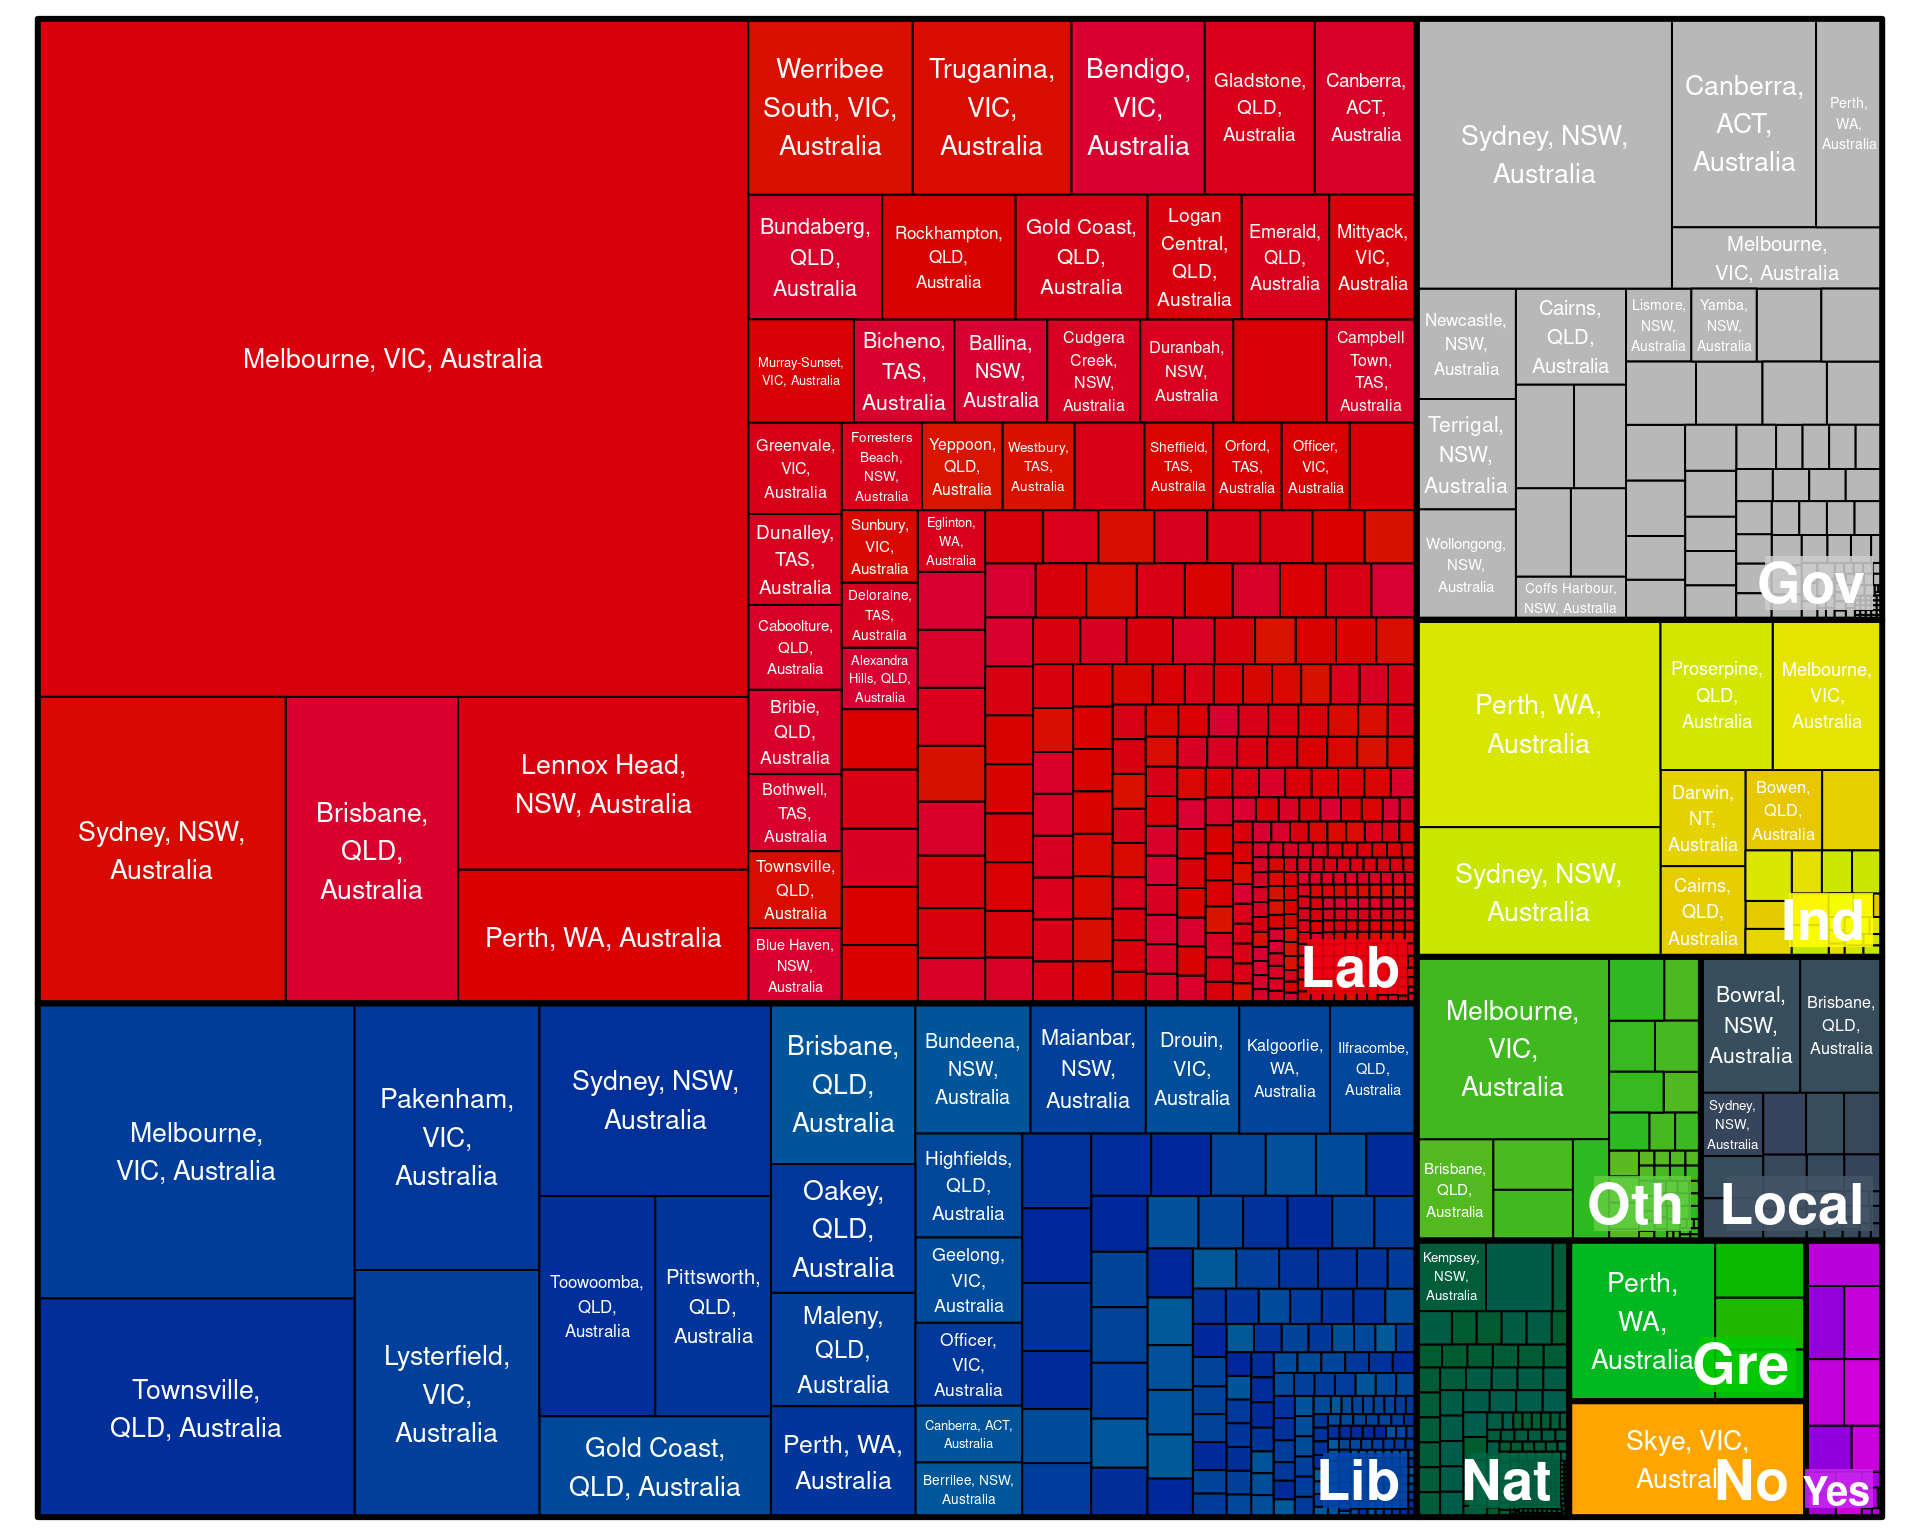 Melbourne, VIC, Australia
Sydney, NSW,
Australia
Brisbane,
QLD,
Australia
Lennox Head,
NSW, Australia
Perth, WA, Australia
Werribee
South, VIC,
Australia
Truganina,
VIC,
Australia
Bendigo,
VIC,
Australia
Gladstone,
QLD,
Australia
Canberra,
ACT,
Australia
Bundaberg,
QLD,
Australia
Rockhampton,
QLD,
Australia
Gold Coast,
QLD,
Australia
Logan
Central,
QLD,
Australia
Emerald,
QLD,
Australia
Mittyack,
VIC,
Australia
Murray-Sunset,
VIC, Australia
Bicheno,
TAS,
Australia
Ballina,
NSW,
Australia
Cudgera
Creek,
NSW,
Australia
Duranbah,
NSW,
Australia
Campbell
Town,
TAS,
Australia
Greenvale,
VIC,
Australia
Forresters
Beach,
NSW,
Australia
Yeppoon,
QLD,
Australia
Westbury,
TAS,
Australia
Sheffield,
TAS,
Australia
Orford,
TAS,
Australia
Officer,
VIC,
Australia
Dunalley,
TAS,
Australia
Sunbury,
VIC,
Australia
Eglinton,
WA,
Australia
Deloraine,
TAS,
Australia
Caboolture,
QLD,
Australia
Alexandra
Hills, QLD,
Australia
Bribie,
QLD,
Australia
Bothwell,
TAS,
Australia
Townsville,
QLD,
Australia
Blue Haven,
NSW,
Australia
Lab
Melbourne,
VIC, Australia
Townsville,
QLD, Australia
Pakenham,
VIC,
Australia
Lysterfield,
VIC,
Australia
Sydney, NSW,
Australia
Toowoomba,
QLD,
Australia
Pittsworth,
QLD,
Australia
Gold Coast,
QLD, Australia
Brisbane,
QLD,
Australia
Oakey,
QLD,
Australia
Maleny,
QLD,
Australia
Perth, WA,
Australia
Bundeena,
NSW,
Australia
Maianbar,
NSW,
Australia
Drouin,
VIC,
Australia
Kalgoorlie,
WA,
Australia
Ilfracombe,
QLD,
Australia
Highfields,
QLD,
Australia
Geelong,
VIC,
Australia
Officer,
VIC,
Australia
Canberra, ACT,
Australia
Berrilee, NSW,
Australia
Lib
Sydney, NSW,
Australia
Canberra,
ACT,
Australia
Perth,
WA,
Australia
Melbourne,
VIC, Australia
Newcastle,
NSW,
Australia
Cairns,
QLD,
Australia
Lismore,
NSW,
Australia
Yamba,
NSW,
Australia
Terrigal,
NSW,
Australia
Wollongong,
NSW,
Australia
Coffs Harbour,
NSW, Australia
Gov
Perth, WA,
Australia
Sydney, NSW,
Australia
Proserpine,
QLD,
Australia
Melbourne,
VIC,
Australia
Darwin,
NT,
Australia
Bowen,
QLD,
Australia
Cairns,
QLD,
Australia
Ind
Melbourne,
VIC,
Australia
Brisbane,
QLD,
Australia
Oth
Bowral,
NSW,
Australia
Brisbane,
QLD,
Australia
Sydney,
NSW,
Australia
Local
Kempsey,
NSW,
Australia
Nat
Perth,
WA,
Australia
Gre
Skye, VIC,
Austral
No
Yes